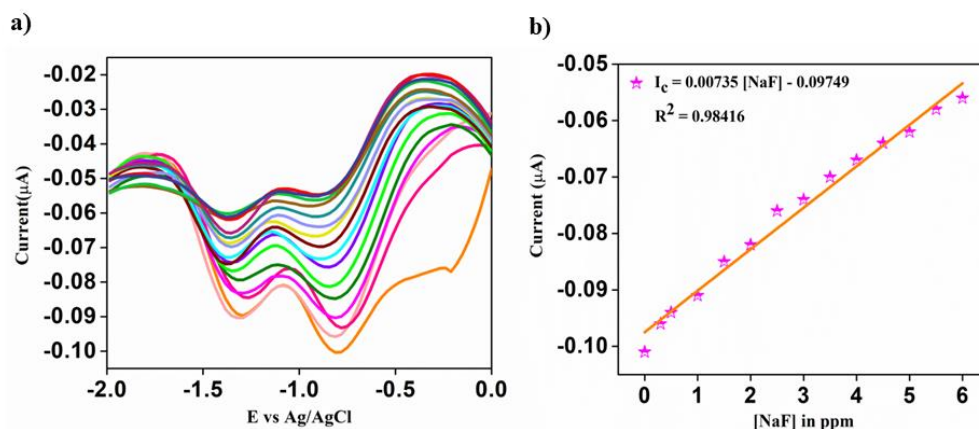 a)
-0.02
-0.03
-0.04
-0.05
-0.06
-0.07
-0.08
-0.09
-0.10
Current(μA)
-2.0 -1.5 -1.0 -0.5 0.0
E vs Ag/AgCl
b)
I_c = 0.00735 [NaF] - 0.09749
R² = 0.98416
-0.05
-0.06
-0.07
-0.08
-0.09
-0.10
Current (μA)
0 1 2 3 4 5 6
[NaF] in ppm